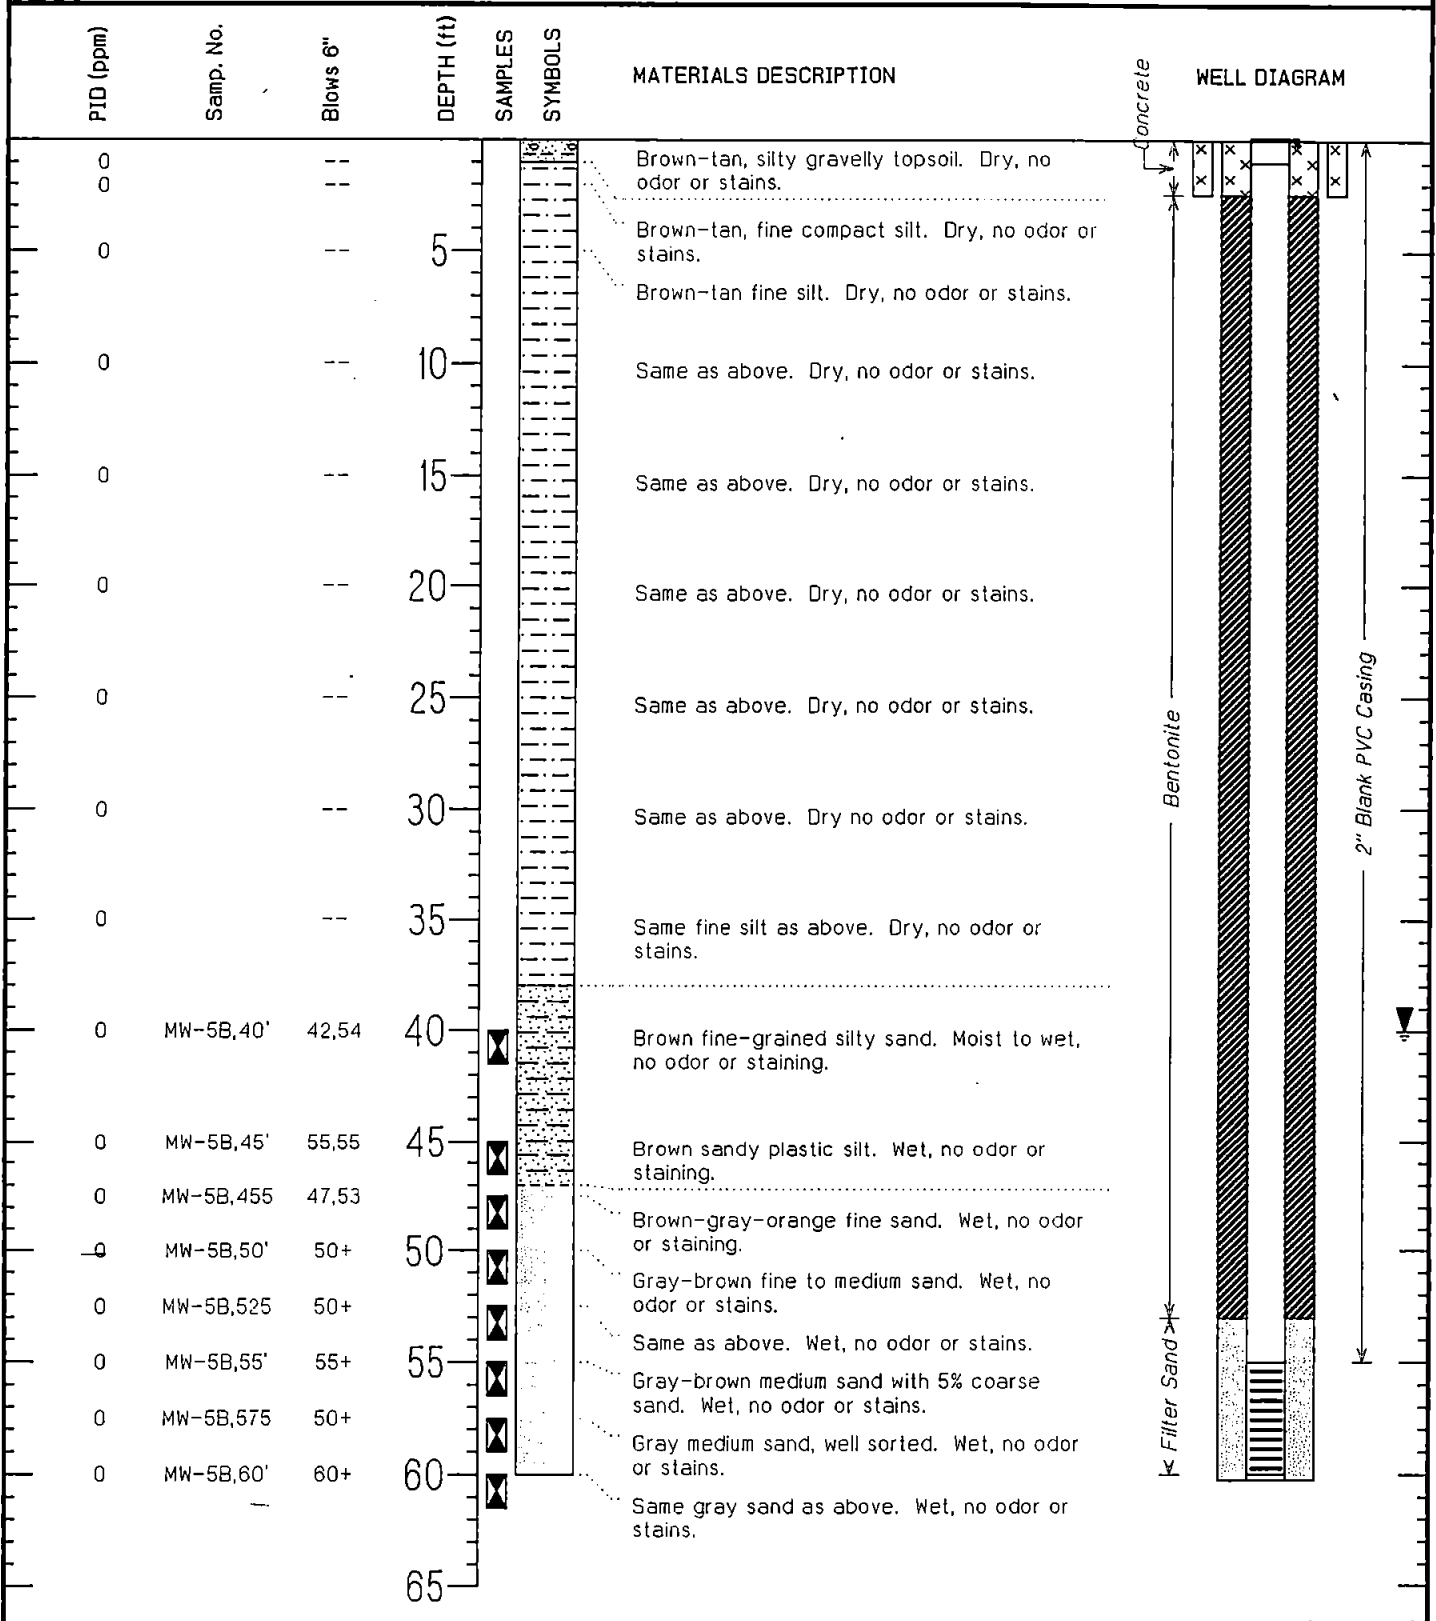 PID (ppm)
Samp. No.
Blows 6"
DEPTH (ft)
SAMPLES
SYMBOLS
MATERIALS DESCRIPTION
WELL DIAGRAM
Concrete
0 -- Brown-tan, silty gravelly topsoil. Dry, no
0 -- odor or stains.
Brown-tan, fine compact silt. Dry, no odor or
0 -- 5 stains.
Brown-tan fine silt. Dry, no odor or stains.
0 -- 10 Same as above. Dry, no odor or stains.
0 -- 15 Same as above. Dry, no odor or stains.
0 -- 20 Same as above. Dry, no odor or stains.
0 -- 25 Same as above. Dry, no odor or stains.
Bentonite
2" Blank PVC Casing
0 -- 30 Same as above. Dry no odor or stains.
0 -- 35 Same fine silt as above. Dry, no odor or
stains.
0 MW-5B,40' 42,54 40 Brown fine-grained silty sand. Moist to wet,
no odor or staining.
0 MW-5B,45' 55,55 45 Brown sandy plastic silt. Wet, no odor or
staining.
0 MW-5B,455 47,53
Brown-gray-orange fine sand. Wet, no odor
or staining.
0 MW-5B,50' 50+ 50
Gray-brown fine to medium sand. Wet, no
0 MW-5B,525 50+ odor or stains.
Same as above. Wet, no odor or stains.
0 MW-5B,55' 55+ 55
Gray-brown medium sand with 5% coarse
sand. Wet, no odor or stains.
Filter Sand
0 MW-5B,575 50+
Gray medium sand, well sorted. Wet, no odor
or stains.
0 MW-5B,60' 60+ 60
Same gray sand as above. Wet, no odor or
stains.
65